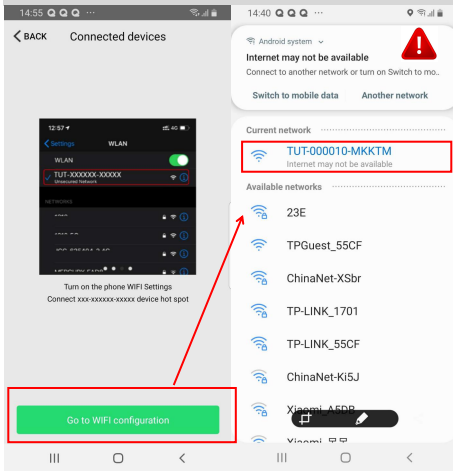 14:55
BACK Connected devices
12:57
4G
Settings WLAN
WLAN
TUT-XXXXXX-XXXXX
Unsecured Network
NETWORKS
Turn on the phone WIFI Settings
Connect xxx-xxxxxx-xxxxx device hot spot
Go to WIFI configuration
14:40
Android system
Internet may not be available
Connect to another network or turn on Switch to mo..
Switch to mobile data Another network
Current network
TUT-000010-MKKTM
Internet may not be available
Available networks
23E
TPGuest_55CF
ChinaNet-XSbr
TP-LINK_1701
TP-LINK_55CF
ChinaNet-Ki5J
Xiaomi_A5DB
Xiaomi_